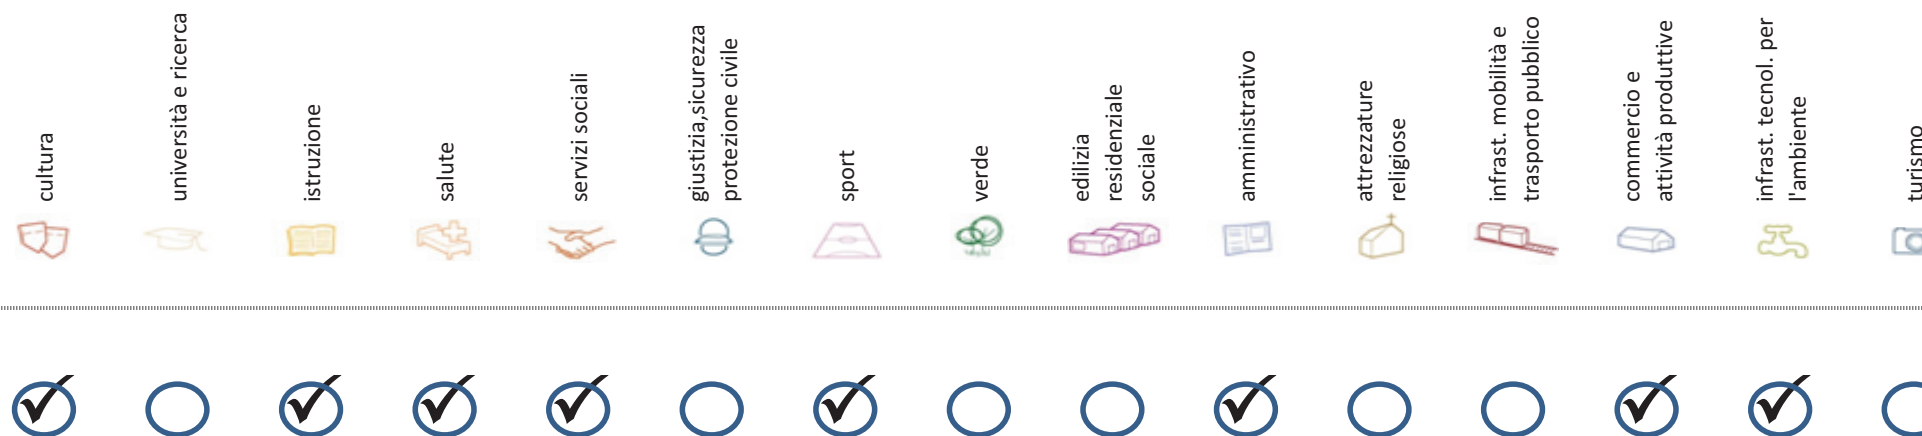 cultura
università e ricerca
istruzione
salute
servizi sociali
giustizia,sicurezza
protezione civile
sport
verde
edilizia
residenziale
sociale
amministrativo
attrezzature
religiose
infrast. mobilità e
trasporto pubblico
commercio e
attività produttive
infrast. tecnol. per
l'ambiente
turismo